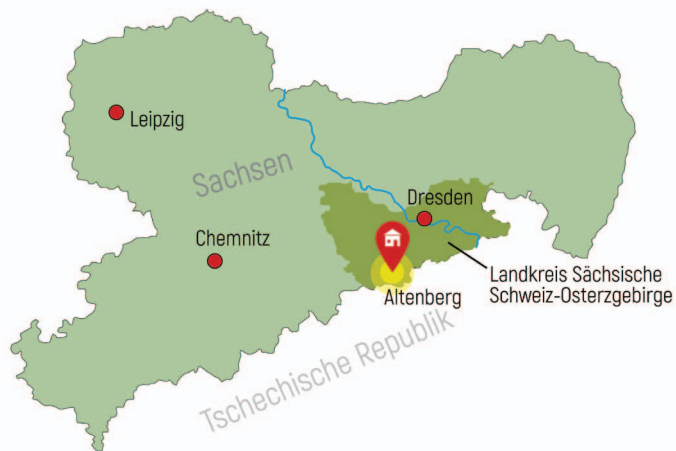 Leipzig
Sachsen
Dresden
Chemnitz
Landkreis Sächsische
Schweiz-Osterzgebirge
Altenberg
Tschechische Republik